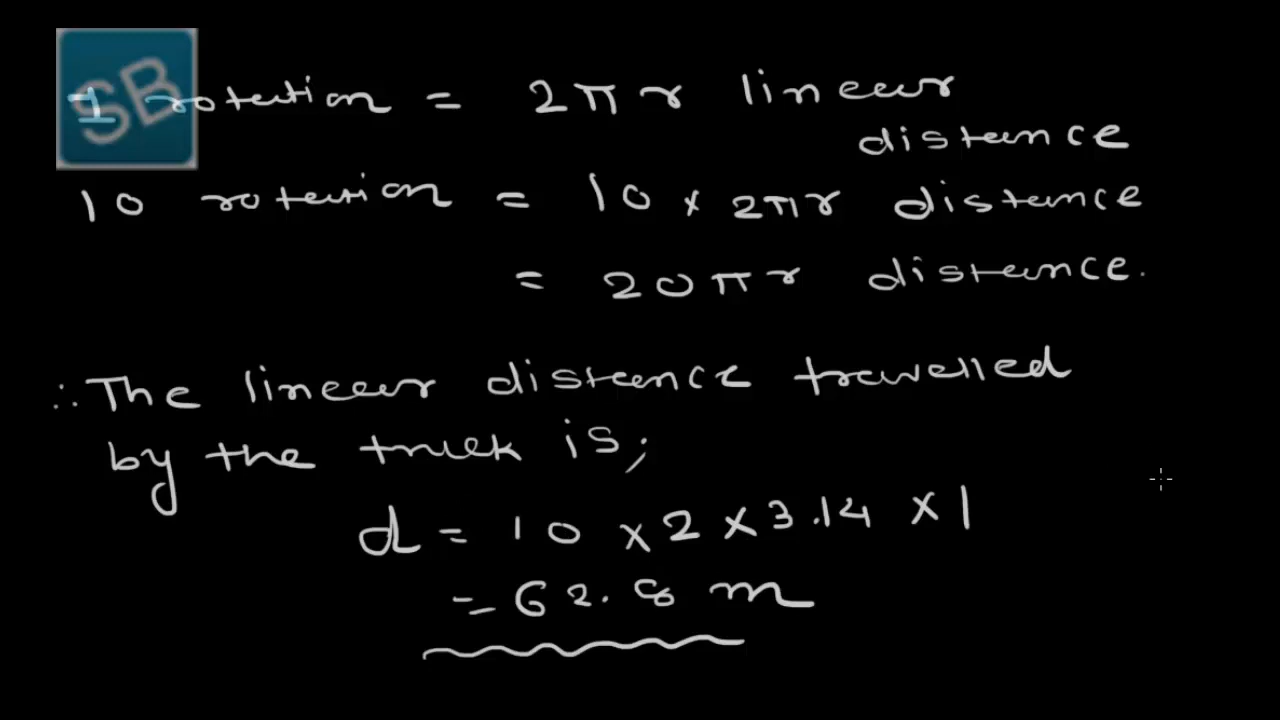 SB
1 rotation = 2πr linear
distance
10 rotation = 10 × 2πr distance
= 20πr distance.
∴ The linear distance travelled
by the truck is;
d = 10 × 2 × 3.14 × 1
= 62.8 m